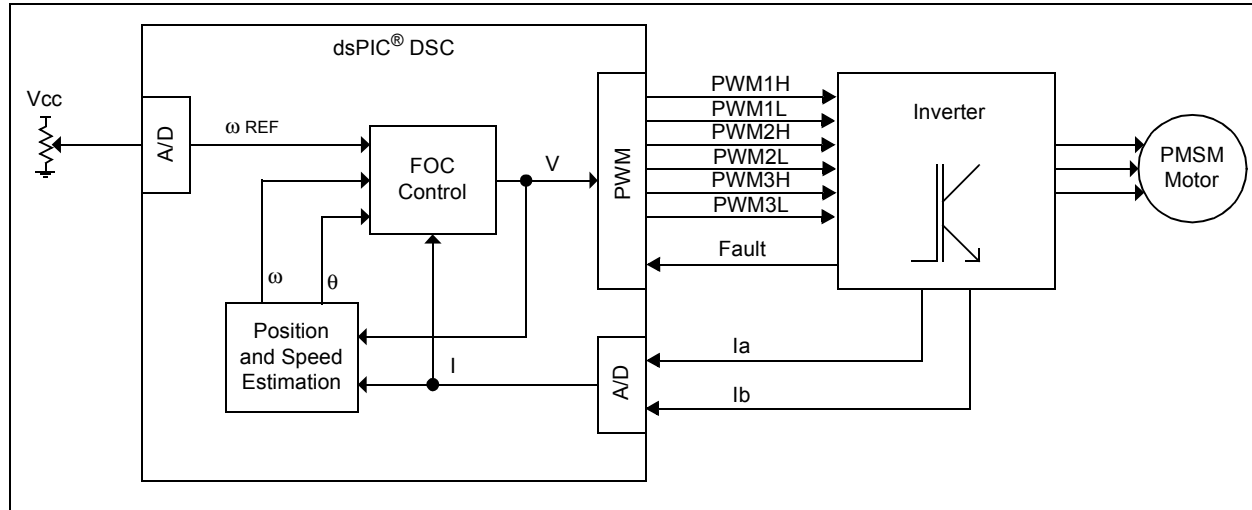 dsPIC® DSC
Vcc
A/D
ω REF
FOC
Control
V
PWM
PWM1H
PWM1L
PWM2H
PWM2L
PWM3H
PWM3L
Fault
Inverter
PMSM
Motor
ω
θ
Position
and Speed
Estimation
I
A/D
Ia
Ib